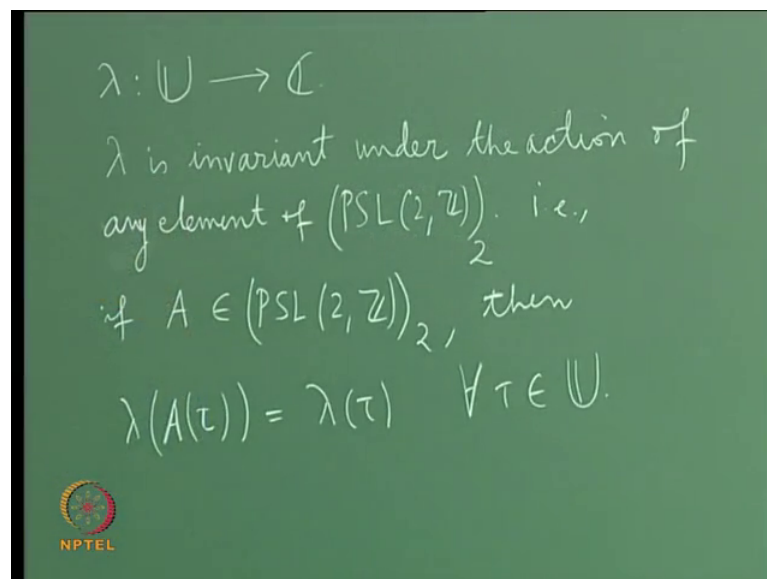 λ : 𝕌 → ℂ.
λ is invariant under the action of
any element of (PSL(2,ℤ))₂. i.e.,
if A ∈ (PSL(2,ℤ))₂, then
λ(A(τ)) = λ(τ) ∀ τ ∈ 𝕌.
NPTEL